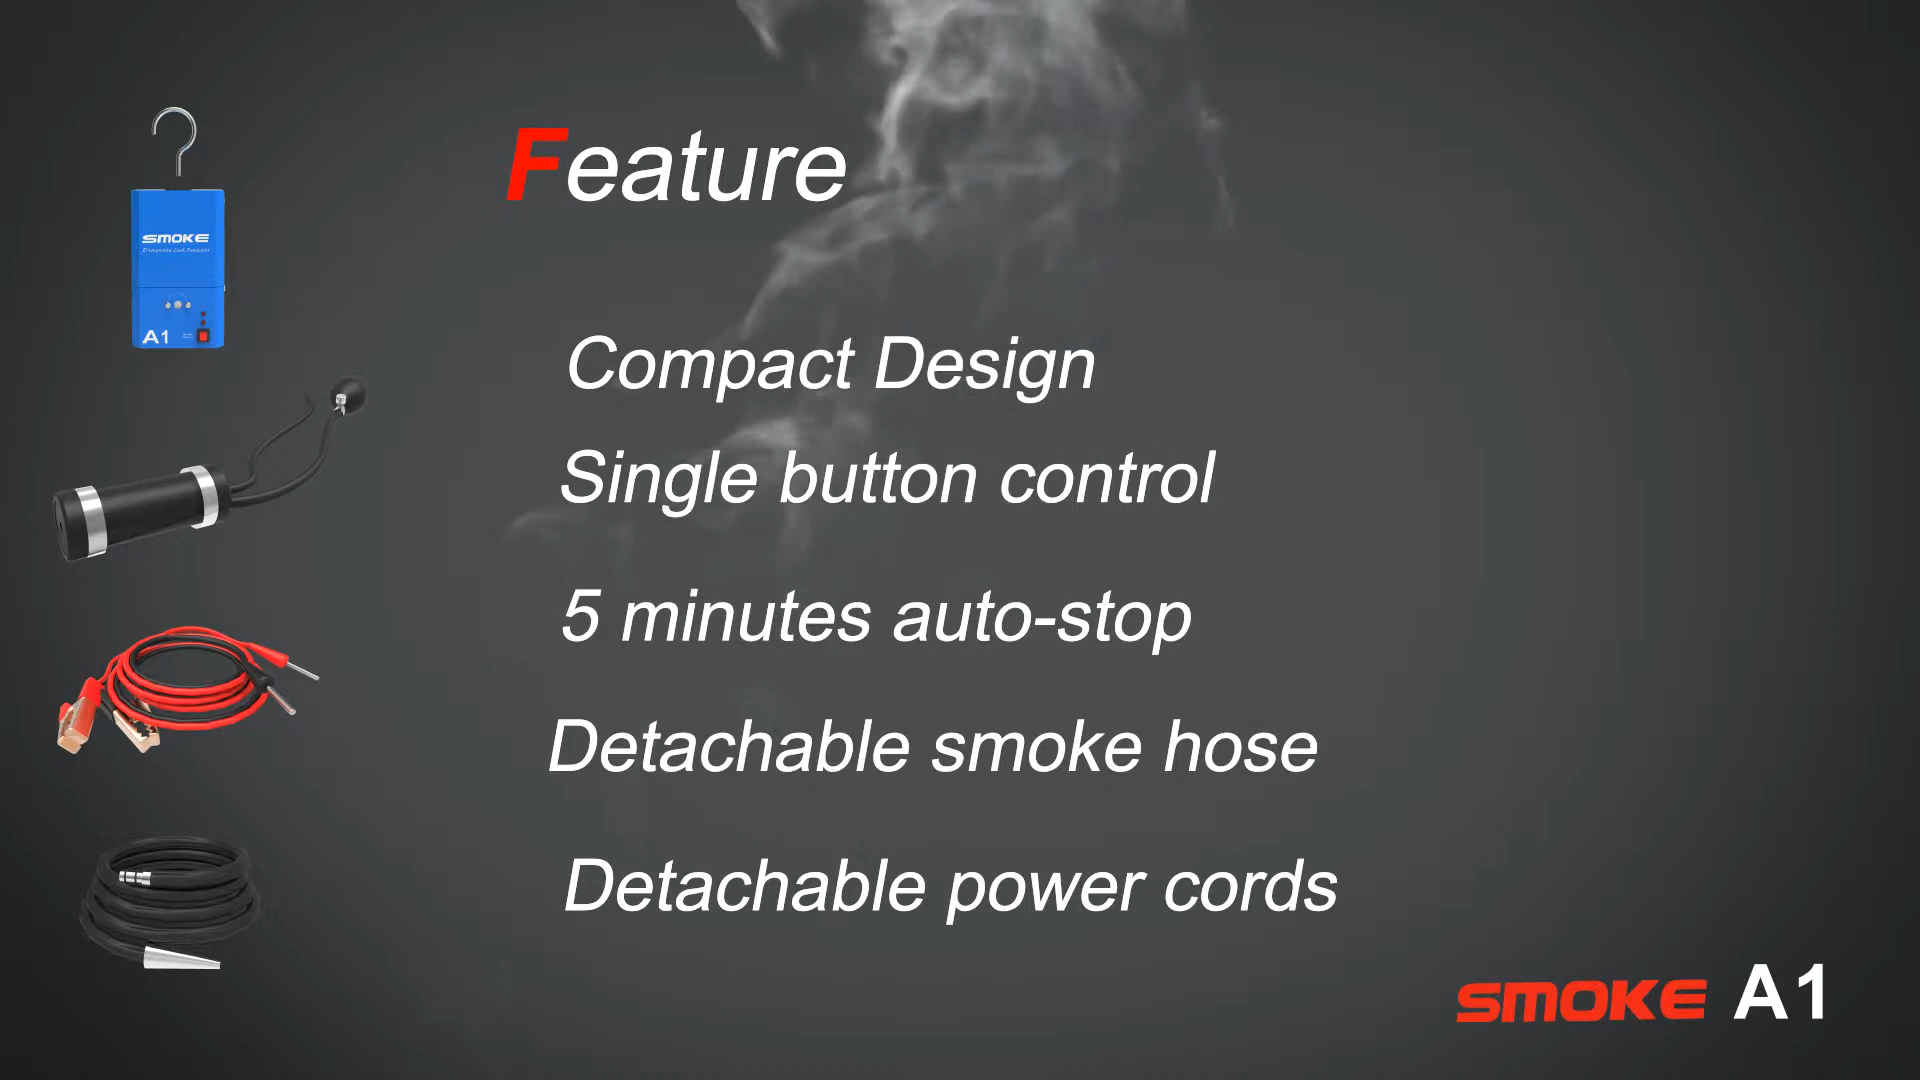 Feature
SMOKE
A1
Compact Design
Single button control
5 minutes auto-stop
Detachable smoke hose
Detachable power cords
SMOKE A1